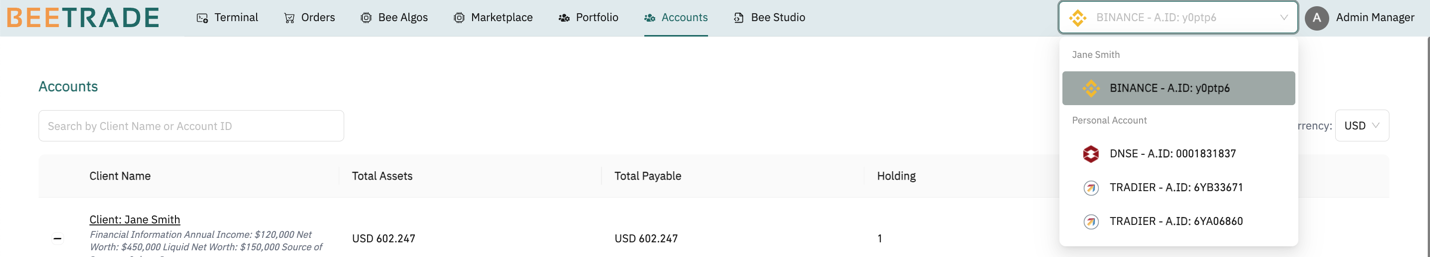 BEETRADE
Terminal
Orders
Bee Algos
Marketplace
Portfolio
Accounts
Bee Studio
BINANCE - A.ID: y0ptp6
A
Admin Manager
Jane Smith
BINANCE - A.ID: y0ptp6
Personal Account
DNSE - A.ID: 0001831837
TRADIER - A.ID: 6YB33671
TRADIER - A.ID: 6YA06860
Accounts
Search by Client Name or Account ID
rrency: USD
Client Name Total Assets Total Payable Holding
Client: Jane Smith
Financial Information Annual Income: $120,000 Net
Worth: $450,000 Liquid Net Worth: $150,000 Source of
USD 602.247 USD 602.247 1